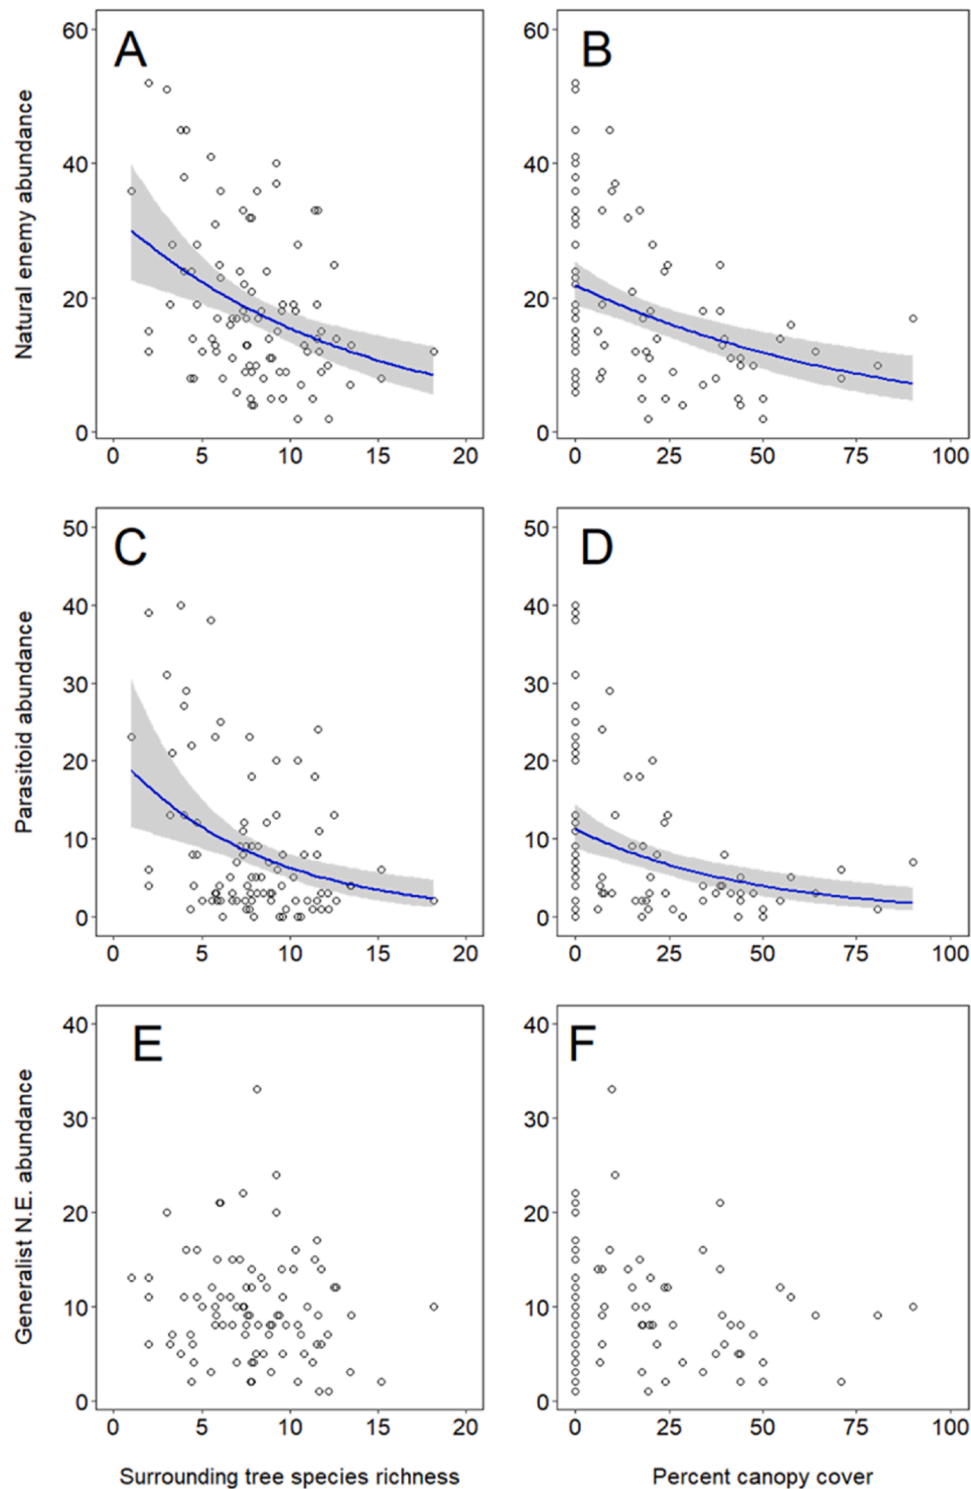 A
B
Natural enemy abundance
60
40
20
0
0 5 10 15 20
60
40
20
0
0 25 50 75 100
C
D
Parasitoid abundance
50
40
30
20
10
0
0 5 10 15 20
50
40
30
20
10
0
0 25 50 75 100
E
F
Generalist N.E. abundance
40
30
20
10
0
0 5 10 15 20
40
30
20
10
0
0 25 50 75 100
Surrounding tree species richness
Percent canopy cover